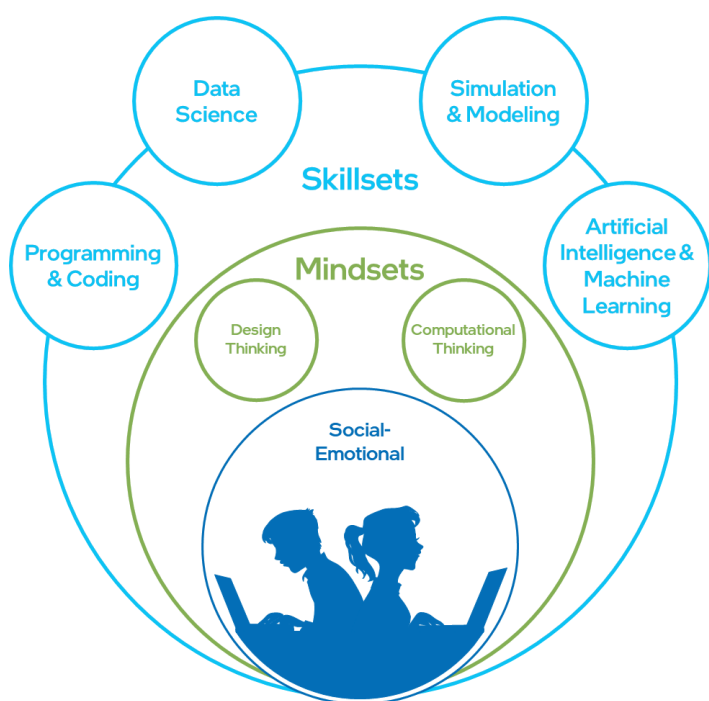 Data
Science
Simulation
& Modeling
Skillsets
Programming
& Coding
Artificial
Intelligence &
Machine
Learning
Mindsets
Design
Thinking
Computational
Thinking
Social-
Emotional